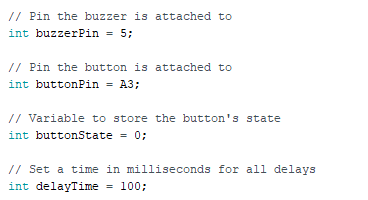 // Pin the buzzer is attached to
int buzzerPin = 5;
// Pin the button is attached to
int buttonPin = A3;
// Variable to store the button's state
int buttonState = 0;
// Set a time in milliseconds for all delays
int delayTime = 100;